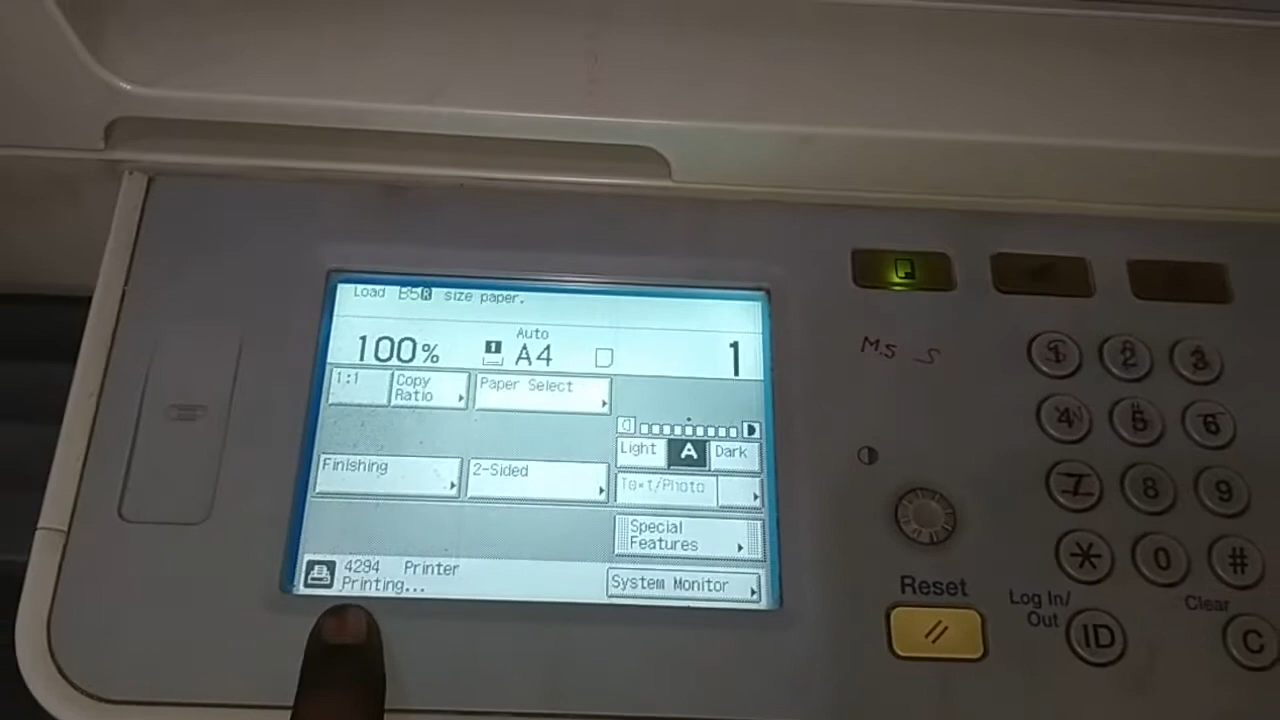 Load B5R size paper.
Auto
100% 1 A4 1
1:1 Copy Ratio Paper Select
Light A Dark
Finishing 2-Sided
Text/Photo
Special Features
4294 Printer
Printing...
System Monitor
M.S S
1 2 3
4 5 6
7 8 9
* 0 #
Reset
Log In/Out
ID
Clear
C